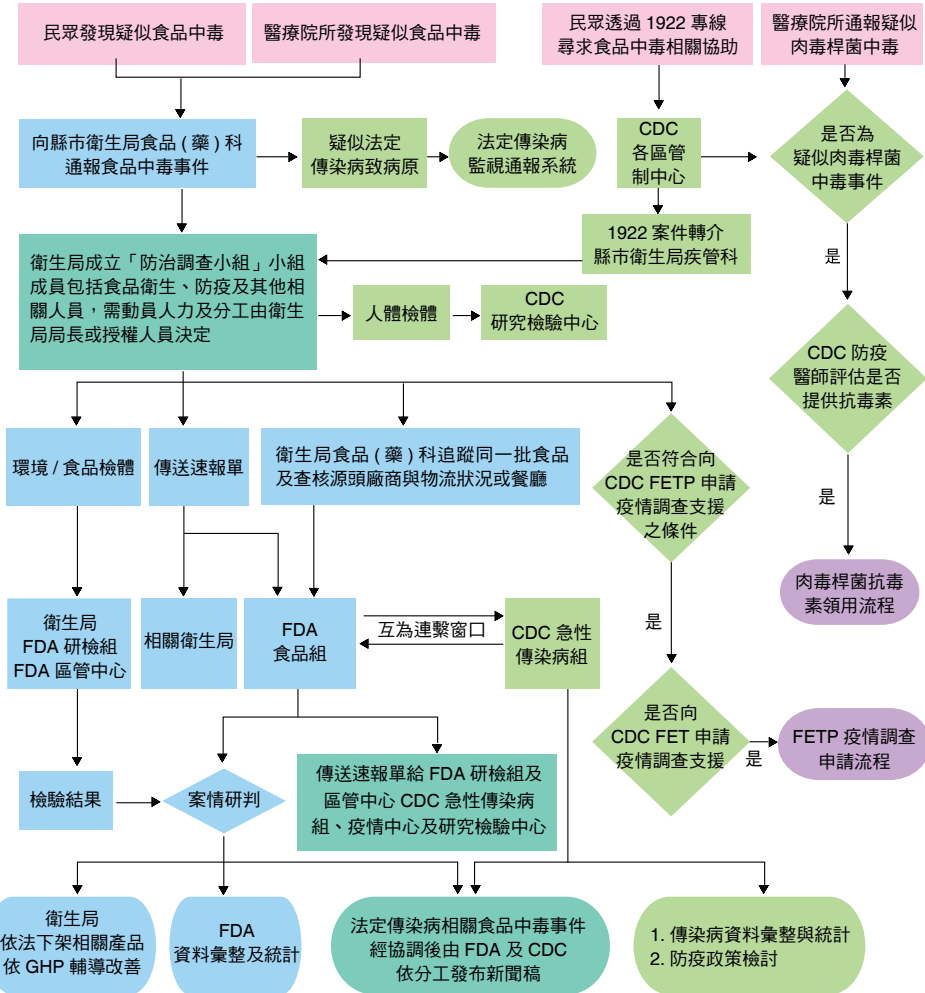 民眾發現疑似食品中毒
醫療院所發現疑似食品中毒
民眾透過 1922 專線
尋求食品中毒相關協助
醫療院所通報疑似
肉毒桿菌中毒
向縣市衛生局食品 ( 藥 ) 科
通報食品中毒事件
疑似法定
傳染病致病原
法定傳染病
監視通報系統
CDC
各區管
制中心
是否為
疑似肉毒桿菌
中毒事件
1922 案件轉介
縣市衛生局疾管科
是
衛生局成立「防治調查小組」小組
成員包括食品衛生、防疫及其他相
關人員，需動員人力及分工由衛生
局局長或授權人員決定
人體檢體
CDC
研究檢驗中心
CDC 防疫
醫師評估是否
提供抗毒素
環境 / 食品檢體
傳送速報單
衛生局食品 ( 藥 ) 科追蹤同一批食品
及查核源頭廠商與物流狀況或餐廳
是否符合向
CDC FETP 申請
疫情調查支援
之條件
是
肉毒桿菌抗毒
素領用流程
衛生局
FDA 研檢組
FDA 區管中心
相關衛生局
FDA
食品組
互為連繫窗口
CDC 急性
傳染病組
是
是否向
CDC FET 申請
疫情調查支援
是
FETP 疫情調查
申請流程
檢驗結果
案情研判
傳送速報單給 FDA 研檢組及
區管中心 CDC 急性傳染病
組、疫情中心及研究檢驗中心
衛生局
依法下架相關產品
依 GHP 輔導改善
FDA
資料彙整及統計
法定傳染病相關食品中毒事件
經協調後由 FDA 及 CDC
依分工發布新聞稿
1. 傳染病資料彙整與統計
2. 防疫政策檢討